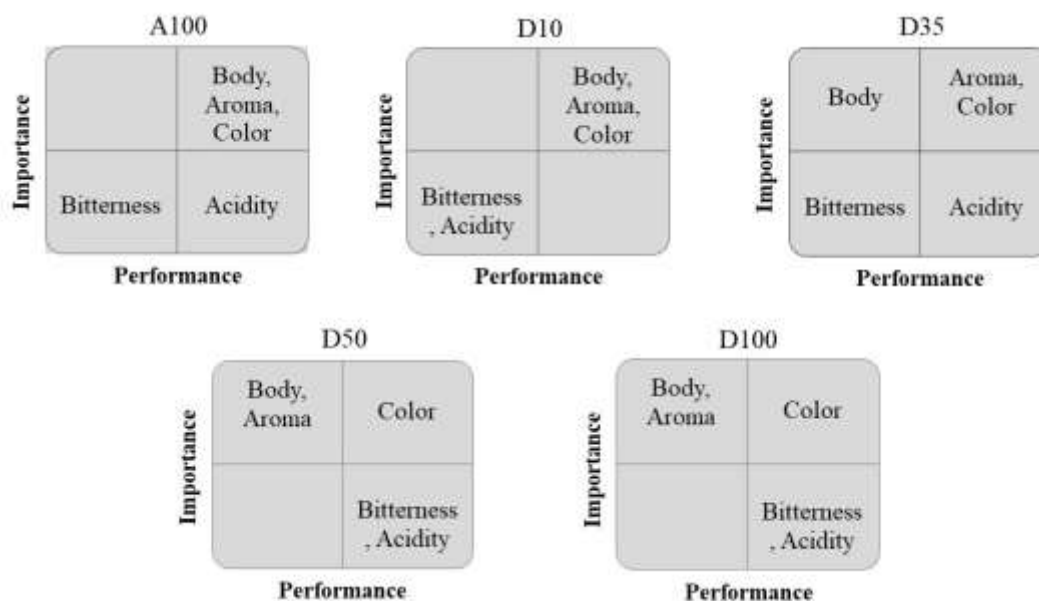 A100
D10
D35
Importance
Body,
Aroma,
Color
Bitterness
Acidity
Performance
Importance
Body,
Aroma,
Color
Bitterness
, Acidity
Performance
Importance
Body
Aroma,
Color
Bitterness
Acidity
Performance
D50
D100
Importance
Body,
Aroma
Color
Bitterness
, Acidity
Performance
Importance
Body,
Aroma
Color
Bitterness
, Acidity
Performance